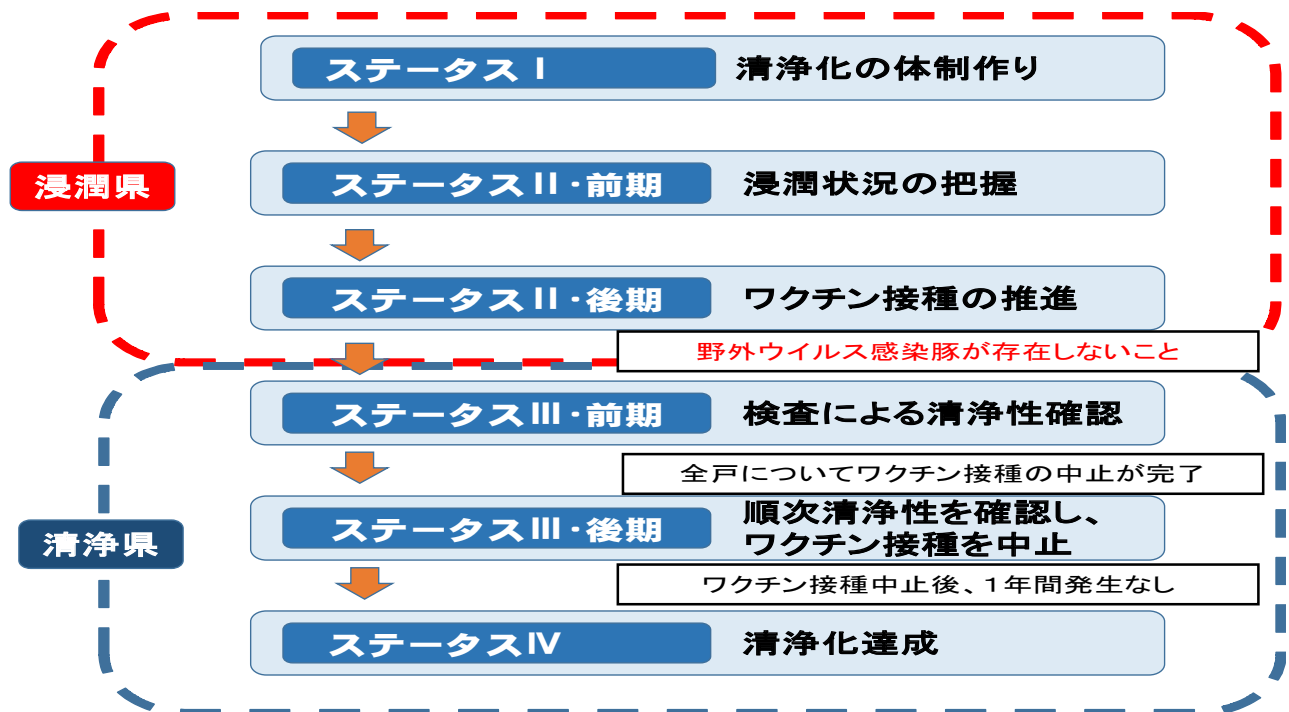 ステータスⅠ 清浄化の体制作り
浸潤県
ステータスⅡ・前期 浸潤状況の把握
ステータスⅡ・後期 ワクチン接種の推進
野外ウイルス感染豚が存在しないこと
ステータスⅢ・前期 検査による清浄性確認
全戸についてワクチン接種の中止が完了
清浄県
ステータスⅢ・後期 順次清浄性を確認し、
ワクチン接種を中止
ワクチン接種中止後、1年間発生なし
ステータスⅣ 清浄化達成